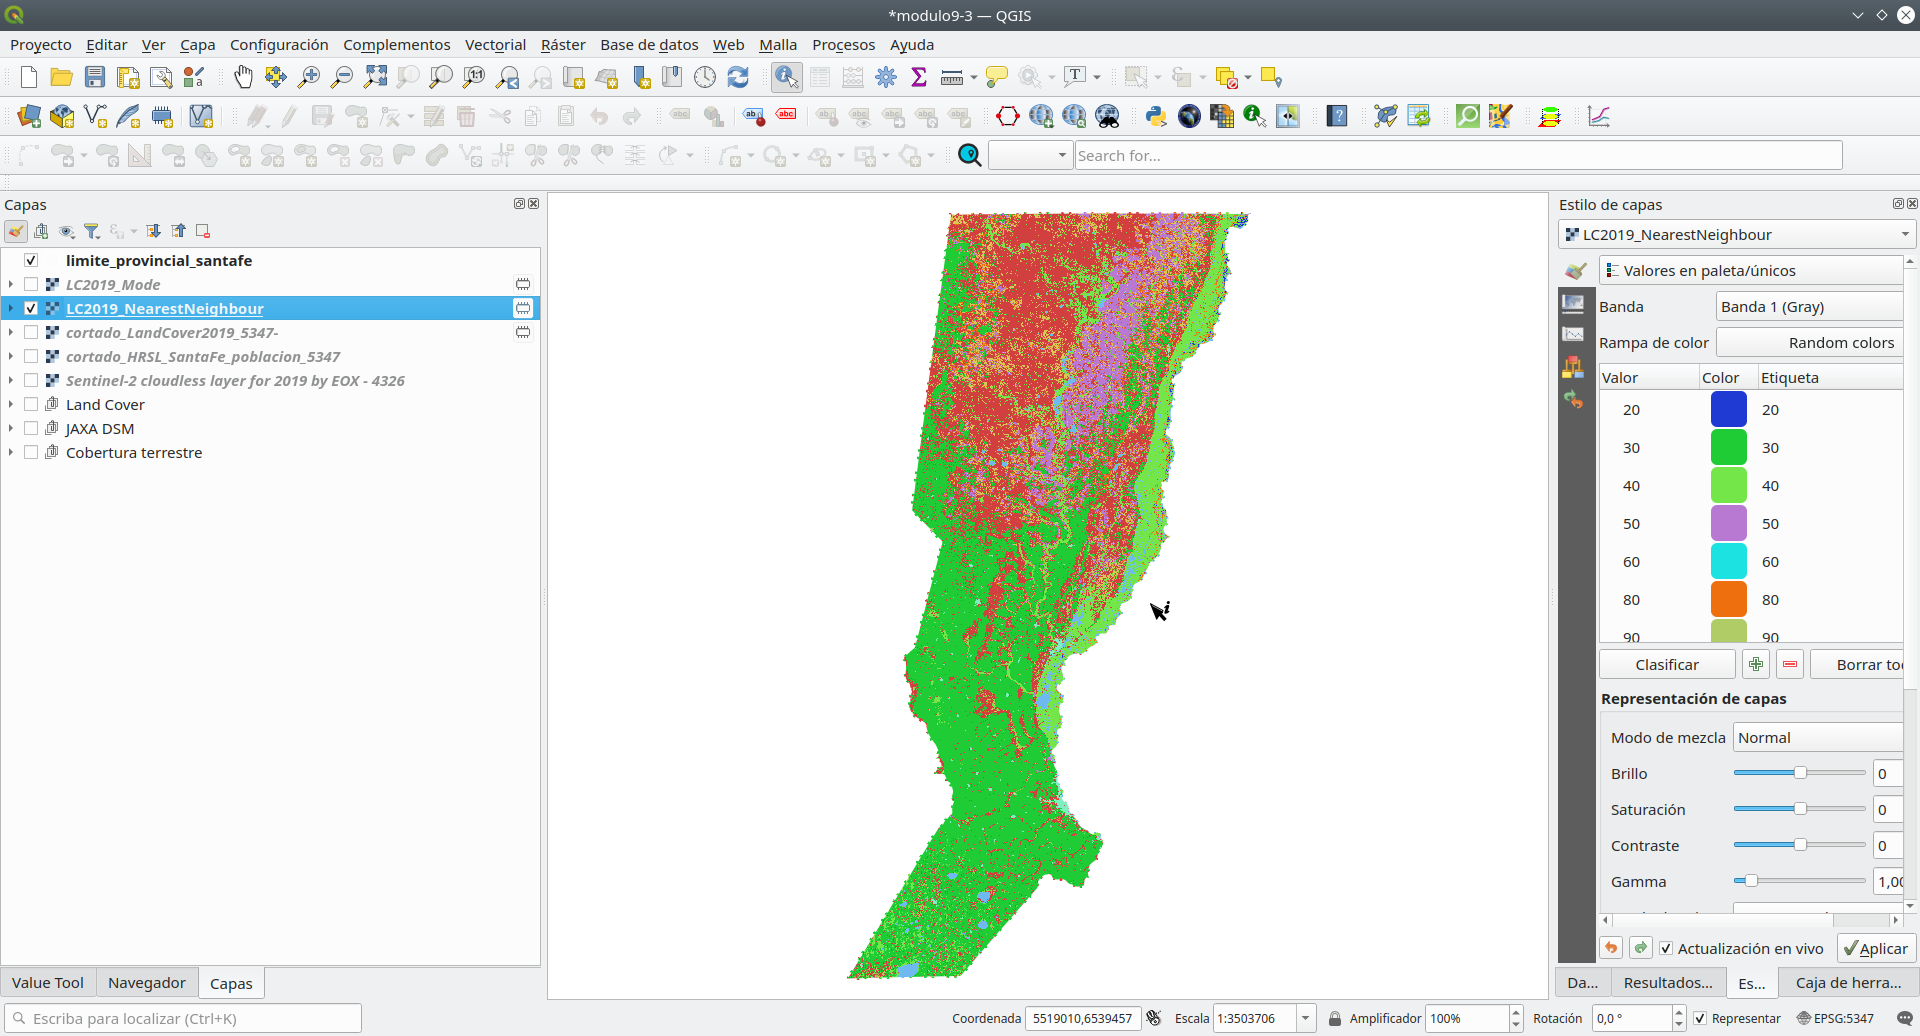 *modulo9-3 — QGIS
Proyecto Editar Ver Capa Configuración Complementos Vectorial Ráster Base de datos Web Malla Procesos Ayuda
Search for...
Capas
limite_provincial_santafe
LC2019_Mode
LC2019_NearestNeighbour
cortado_LandCover2019_5347-
cortado_HRSL_SantaFe_poblacion_5347
Sentinel-2 cloudless layer for 2019 by EOX - 4326
Land Cover
JAXA DSM
Cobertura terrestre
Value Tool Navegador Capas
Escriba para localizar (Ctrl+K)
Estilo de capas
LC2019_NearestNeighbour
Valores en paleta/únicos
Banda Banda 1 (Gray)
Rampa de color Random colors
Valor Color Etiqueta
20 20
30 30
40 40
50 50
60 60
80 80
90 90
Clasificar Borrar to
Representación de capas
Modo de mezcla Normal
Brillo 0
Saturación 0
Contraste 0
Gamma 1,00
Actualización en vivo Aplicar
Da... Resultados... Es... Caja de herra...
Coordenada 5519010,6539457 Escala 1:3503706 Amplificador 100% Rotación 0,0 ° Representar EPSG:5347